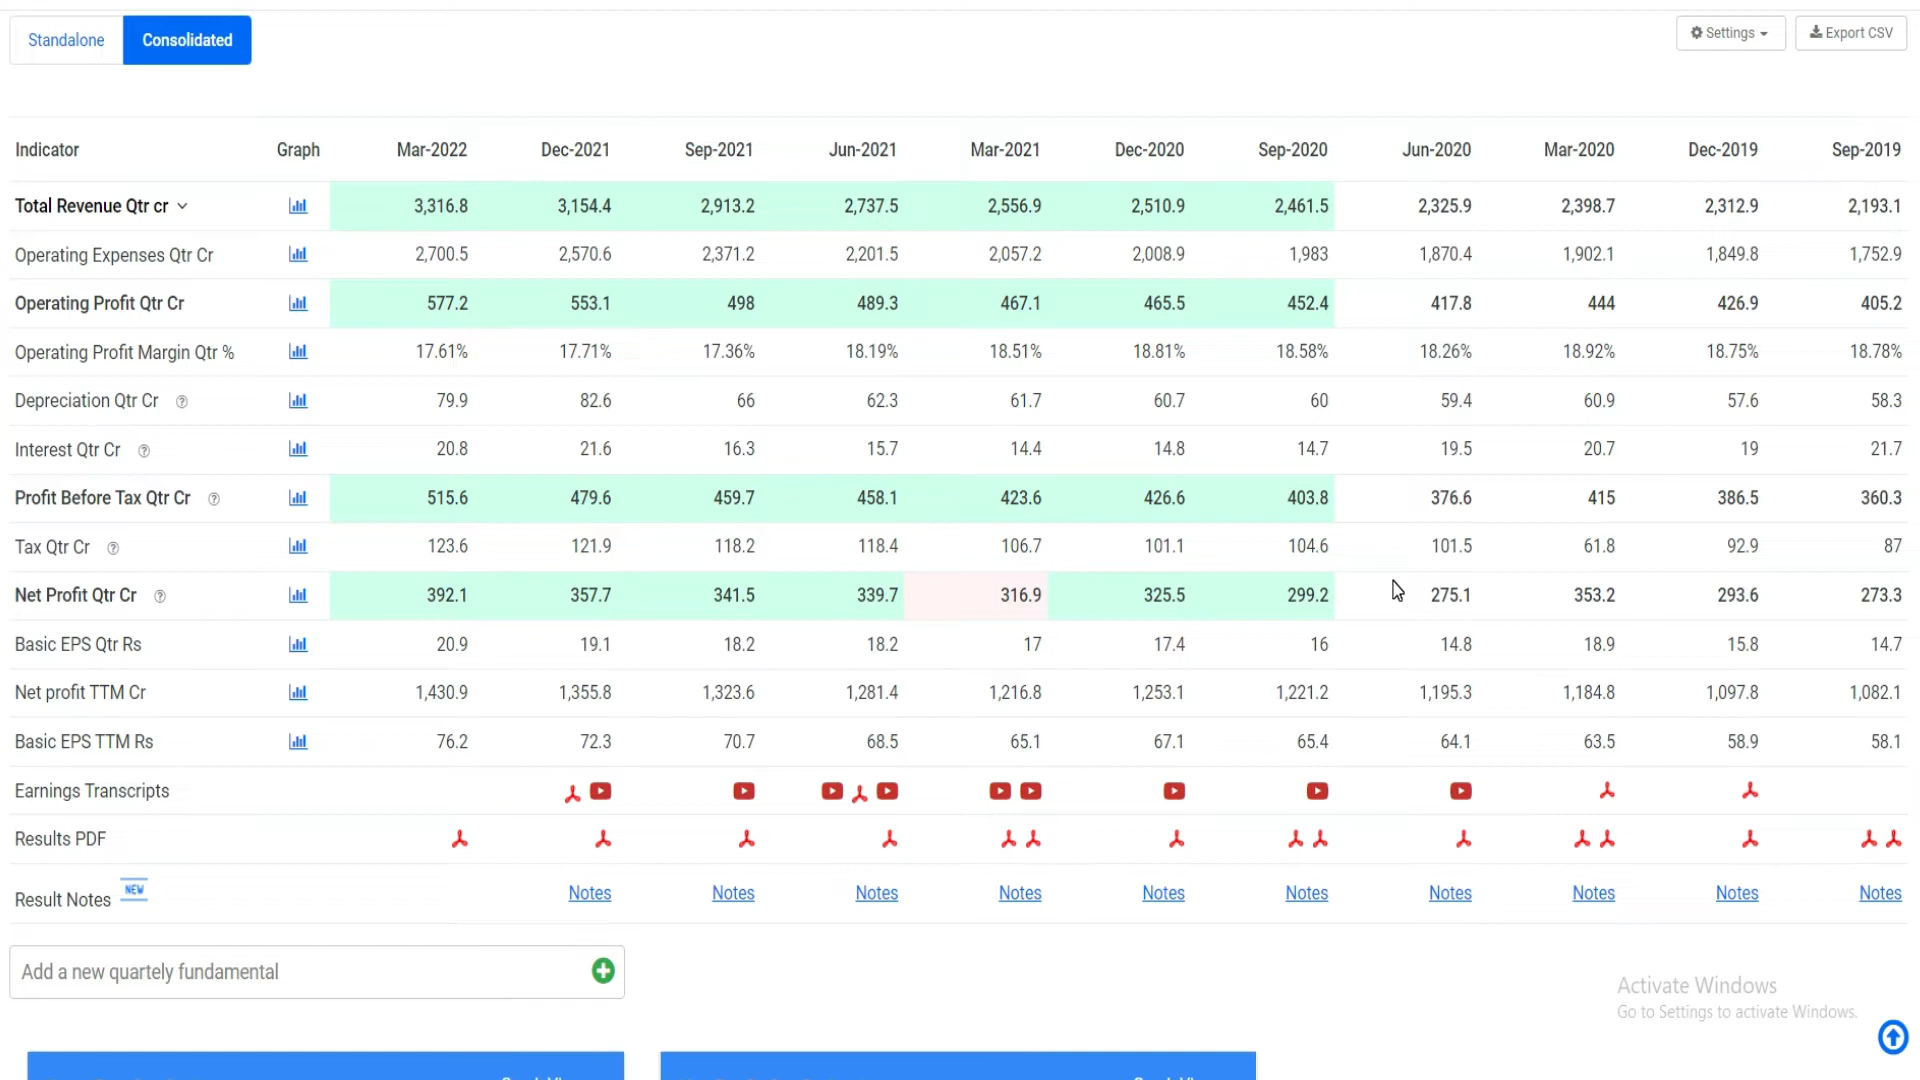 Standalone Consolidated Settings Export CSV
Indicator Graph Mar-2022 Dec-2021 Sep-2021 Jun-2021 Mar-2021 Dec-2020 Sep-2020 Jun-2020 Mar-2020 Dec-2019 Sep-2019
Total Revenue Qtr cr 3,316.8 3,154.4 2,913.2 2,737.5 2,556.9 2,510.9 2,461.5 2,325.9 2,398.7 2,312.9 2,193.1
Operating Expenses Qtr Cr 2,700.5 2,570.6 2,371.2 2,201.5 2,057.2 2,008.9 1,983 1,870.4 1,902.1 1,849.8 1,752.9
Operating Profit Qtr Cr 577.2 553.1 498 489.3 467.1 465.5 452.4 417.8 444 426.9 405.2
Operating Profit Margin Qtr % 17.61% 17.71% 17.36% 18.19% 18.51% 18.81% 18.58% 18.26% 18.92% 18.75% 18.78%
Depreciation Qtr Cr 79.9 82.6 66 62.3 61.7 60.7 60 59.4 60.9 57.6 58.3
Interest Qtr Cr 20.8 21.6 16.3 15.7 14.4 14.8 14.7 19.5 20.7 19 21.7
Profit Before Tax Qtr Cr 515.6 479.6 459.7 458.1 423.6 426.6 403.8 376.6 415 386.5 360.3
Tax Qtr Cr 123.6 121.9 118.2 118.4 106.7 101.1 104.6 101.5 61.8 92.9 87
Net Profit Qtr Cr 392.1 357.7 341.5 339.7 316.9 325.5 299.2 275.1 353.2 293.6 273.3
Basic EPS Qtr Rs 20.9 19.1 18.2 18.2 17 17.4 16 14.8 18.9 15.8 14.7
Net profit TTM Cr 1,430.9 1,355.8 1,323.6 1,281.4 1,216.8 1,253.1 1,221.2 1,195.3 1,184.8 1,097.8 1,082.1
Basic EPS TTM Rs 76.2 72.3 70.7 68.5 65.1 67.1 65.4 64.1 63.5 58.9 58.1
Earnings Transcripts
Results PDF
Result Notes NEW Notes Notes Notes Notes Notes Notes Notes Notes Notes Notes
Add a new quartely fundamental
Activate Windows
Go to Settings to activate Windows.